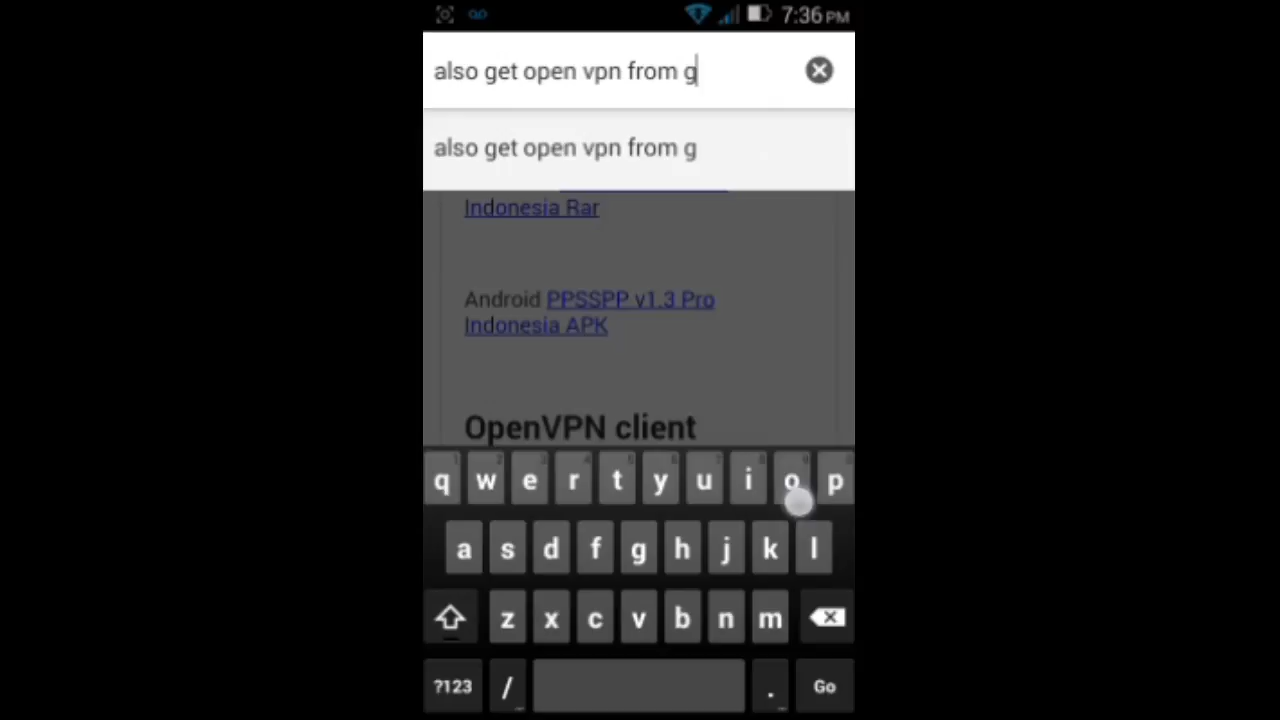 7:36 PM
also get open vpn from g
also get open vpn from g
Indonesia Rar
Android PPSSPP v1.3 Pro
Indonesia APK
OpenVPN client
q w e r t y u i o p
a s d f g h j k l
z x c v b n m
?123 / . Go